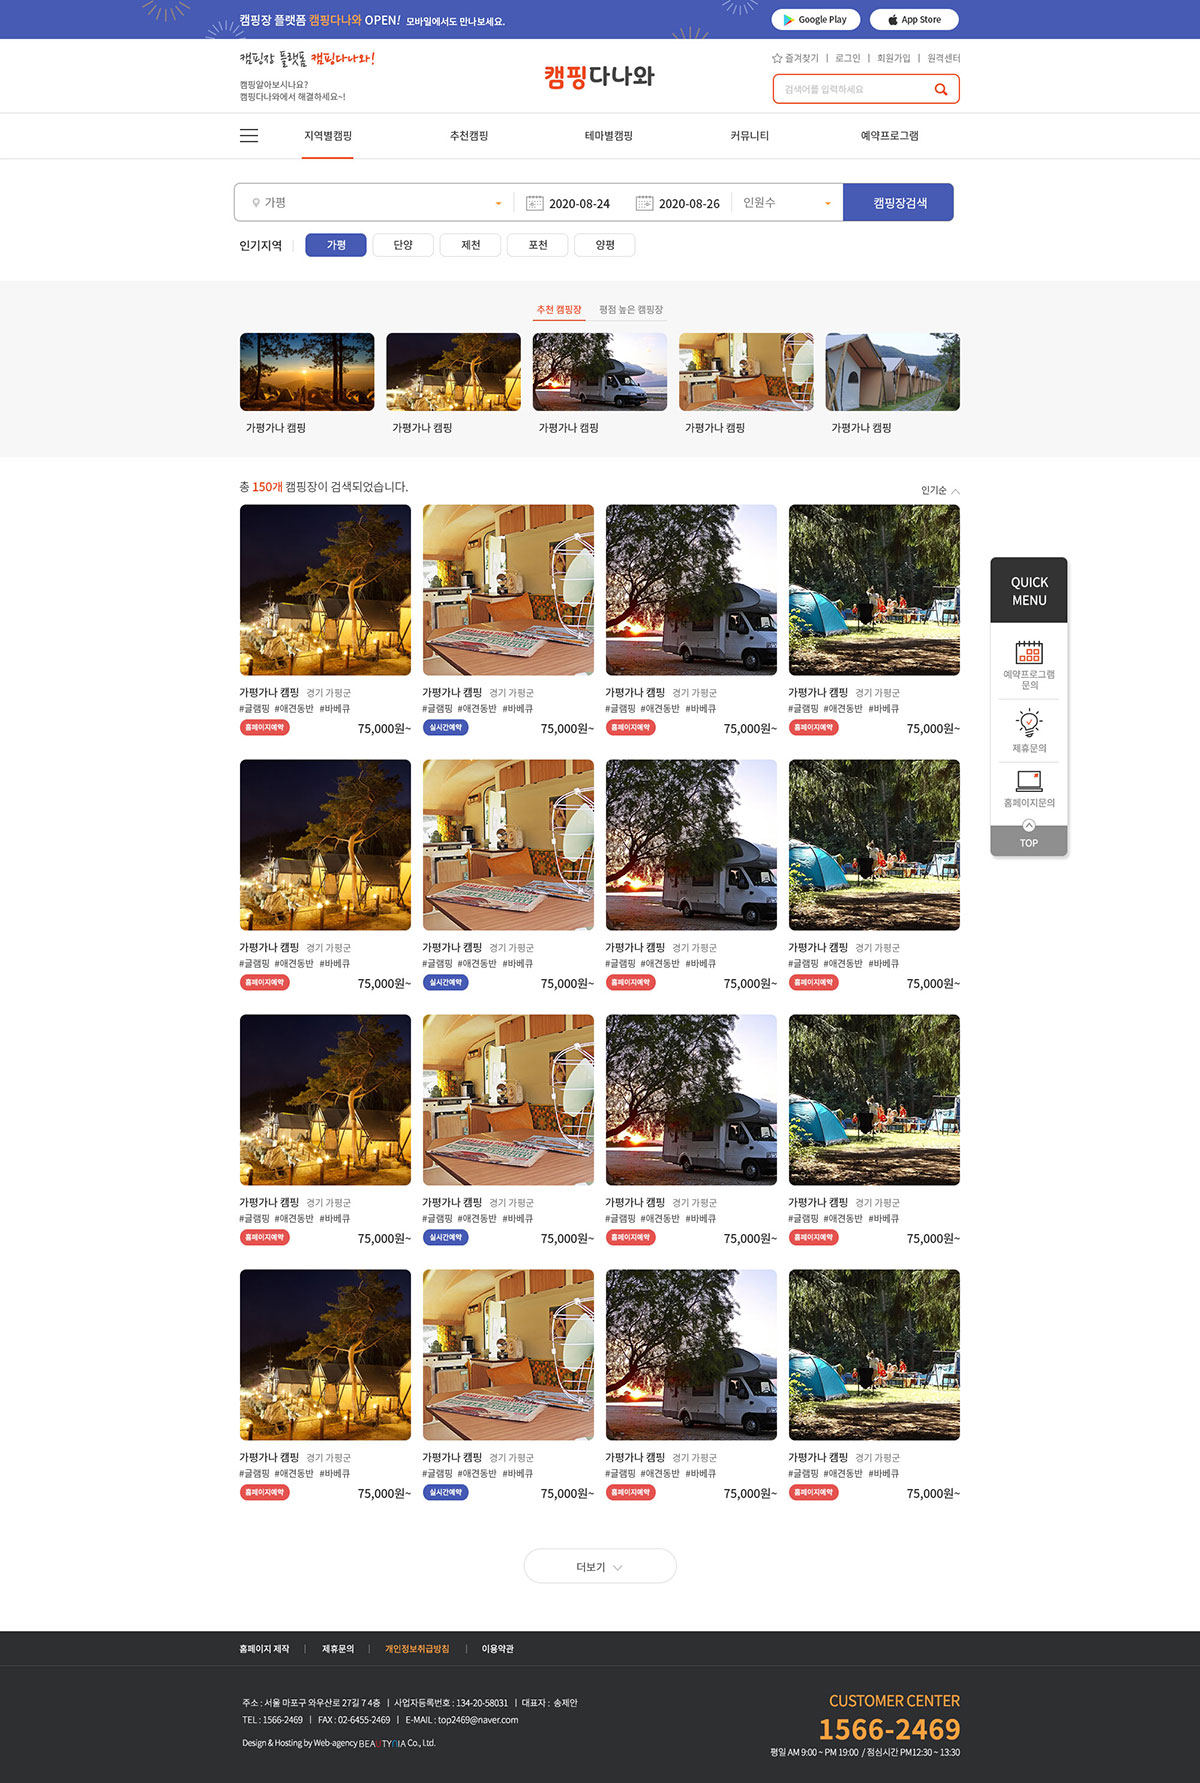 캠핑장 플랫폼 캠핑다나와 OPEN! 모바일에서도 만나보세요.
Google Play
App Store
캠핑장 플랫폼 캠핑다나와!
캠핑알아보시나요?
캠핑다나와에서 해결하세요~!
캠핑다나와
즐겨찾기 | 로그인 | 회원가입 | 원격센터
검색어를 입력하세요
지역별캠핑
추천캠핑
테마별캠핑
커뮤니티
예약프로그램
가평
2020-08-24
2020-08-26
인원수
캠핑장검색
인기지역
가평
단양
제천
포천
양평
추천 캠핑장
평점 높은 캠핑장
가평가나 캠핑
가평가나 캠핑
가평가나 캠핑
가평가나 캠핑
가평가나 캠핑
총 150개 캠핑장이 검색되었습니다.
인기순
가평가나 캠핑 경기 가평군
#글램핑 #애견동반 #바베큐
홈페이지예약 75,000원~
가평가나 캠핑 경기 가평군
#글램핑 #애견동반 #바베큐
실시간예약 75,000원~
가평가나 캠핑 경기 가평군
#글램핑 #애견동반 #바베큐
홈페이지예약 75,000원~
가평가나 캠핑 경기 가평군
#글램핑 #애견동반 #바베큐
홈페이지예약 75,000원~
가평가나 캠핑 경기 가평군
#글램핑 #애견동반 #바베큐
홈페이지예약 75,000원~
가평가나 캠핑 경기 가평군
#글램핑 #애견동반 #바베큐
실시간예약 75,000원~
가평가나 캠핑 경기 가평군
#글램핑 #애견동반 #바베큐
홈페이지예약 75,000원~
가평가나 캠핑 경기 가평군
#글램핑 #애견동반 #바베큐
홈페이지예약 75,000원~
가평가나 캠핑 경기 가평군
#글램핑 #애견동반 #바베큐
홈페이지예약 75,000원~
가평가나 캠핑 경기 가평군
#글램핑 #애견동반 #바베큐
실시간예약 75,000원~
가평가나 캠핑 경기 가평군
#글램핑 #애견동반 #바베큐
홈페이지예약 75,000원~
가평가나 캠핑 경기 가평군
#글램핑 #애견동반 #바베큐
홈페이지예약 75,000원~
가평가나 캠핑 경기 가평군
#글램핑 #애견동반 #바베큐
홈페이지예약 75,000원~
가평가나 캠핑 경기 가평군
#글램핑 #애견동반 #바베큐
실시간예약 75,000원~
가평가나 캠핑 경기 가평군
#글램핑 #애견동반 #바베큐
홈페이지예약 75,000원~
가평가나 캠핑 경기 가평군
#글램핑 #애견동반 #바베큐
홈페이지예약 75,000원~
QUICK
MENU
예약프로그램
문의
제휴문의
홈페이지문의
TOP
더보기
홈페이지 제작 | 제휴문의 | 개인정보취급방침 | 이용약관
주소 : 서울 마포구 와우산로 27길 7 4층 | 사업자등록번호 : 134-20-58031 | 대표자 : 송제안
TEL : 1566-2469 | FAX : 02-6455-2469 | E-MAIL : top2469@naver.com
Design & Hosting by Web-agency BEAUTYNIA Co., Ltd.
CUSTOMER CENTER
1566-2469
평일 AM 9:00 ~ PM 19:00 / 점심시간 PM12:30 ~ 13:30